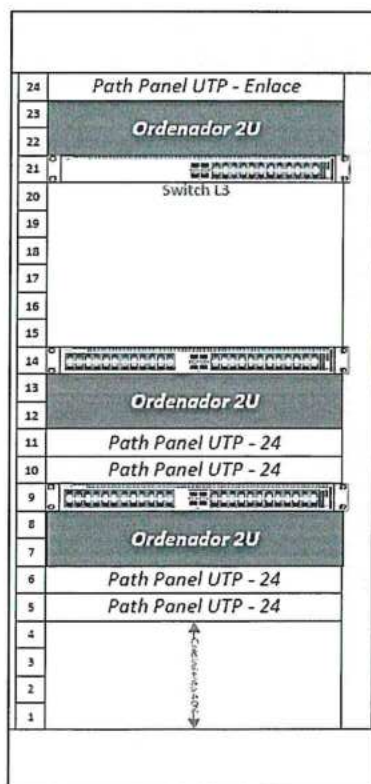 24 Path Panel UTP - Enlace
23
Ordenador 2U
22
21
20 Switch L3
19
18
17
16
15
14
13
Ordenador 2U
12
11 Path Panel UTP - 24
10 Path Panel UTP - 24
9
8
Ordenador 2U
7
6 Path Panel UTP - 24
5 Path Panel UTP - 24
4
3
2
1